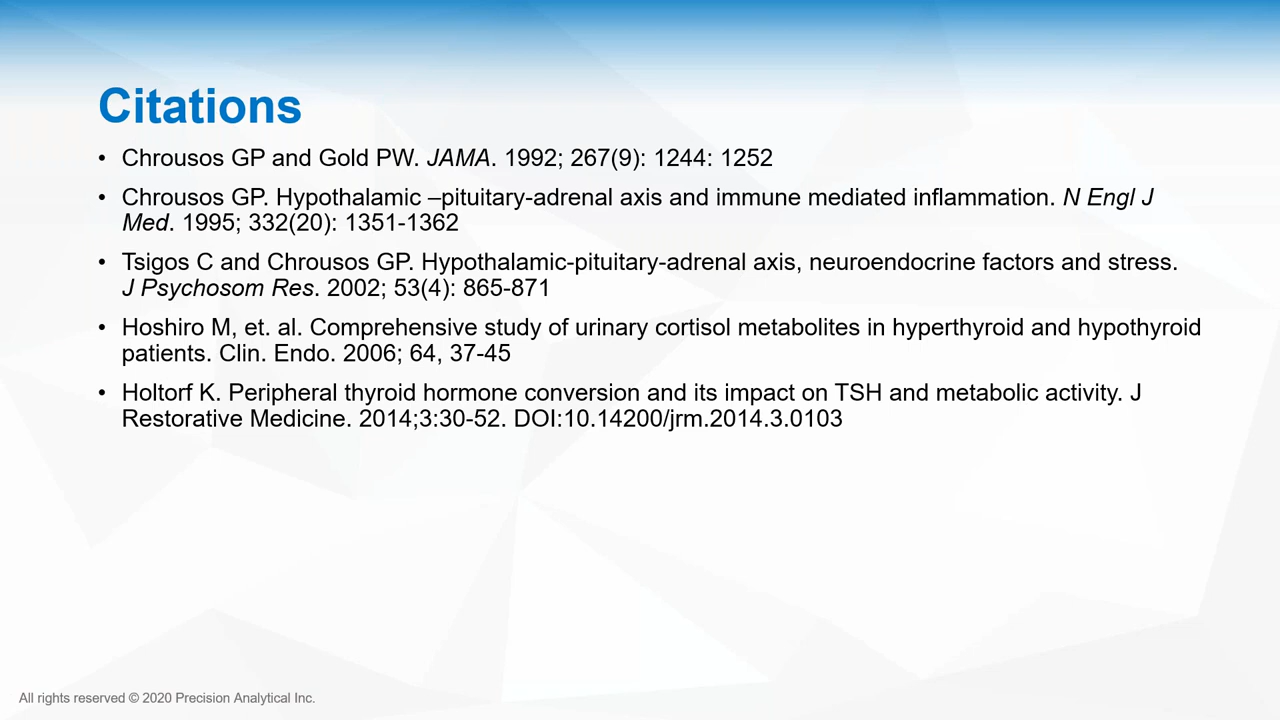 Citations
• Chrousos GP and Gold PW. JAMA. 1992; 267(9): 1244: 1252
• Chrousos GP. Hypothalamic –pituitary-adrenal axis and immune mediated inflammation. N Engl J
Med. 1995; 332(20): 1351-1362
• Tsigos C and Chrousos GP. Hypothalamic-pituitary-adrenal axis, neuroendocrine factors and stress.
J Psychosom Res. 2002; 53(4): 865-871
• Hoshiro M, et. al. Comprehensive study of urinary cortisol metabolites in hyperthyroid and hypothyroid
patients. Clin. Endo. 2006; 64, 37-45
• Holtorf K. Peripheral thyroid hormone conversion and its impact on TSH and metabolic activity. J
Restorative Medicine. 2014;3:30-52. DOI:10.14200/jrm.2014.3.0103
All rights reserved © 2020 Precision Analytical Inc.